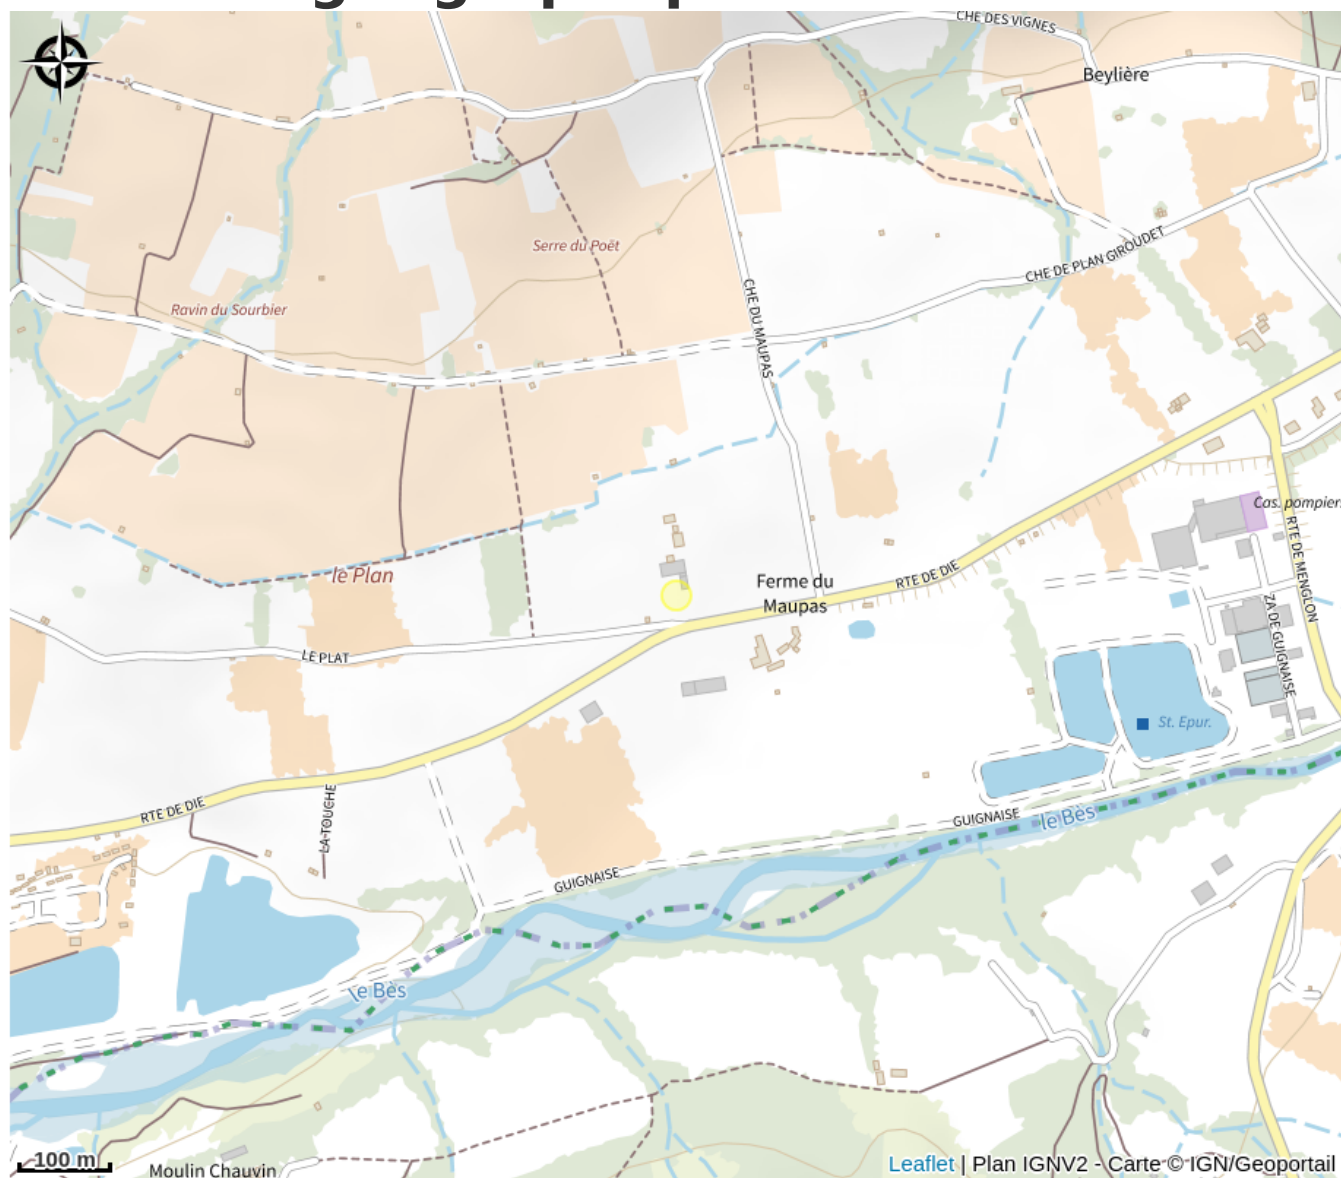 CHE DES VIGNES
Beylière
Serre du Poët
CHE DE PLAN GIROUDET
Ravin du Sourbier
CHE DU MAUPAS
Cas. pompiers
RTE DE MENGLON
le Plan
RTE DE DIE
Ferme du
Maupas
ZA DE GUIGNAISE
LE PLAT
St. Epur.
RTE DE DIE
LA TOUCHE
GUIGNAISE
le Bès
GUIGNAISE
le Bès
100 m
Moulin Chauvin
Leaflet | Plan IGNV2 - Carte © IGN/Geoportail